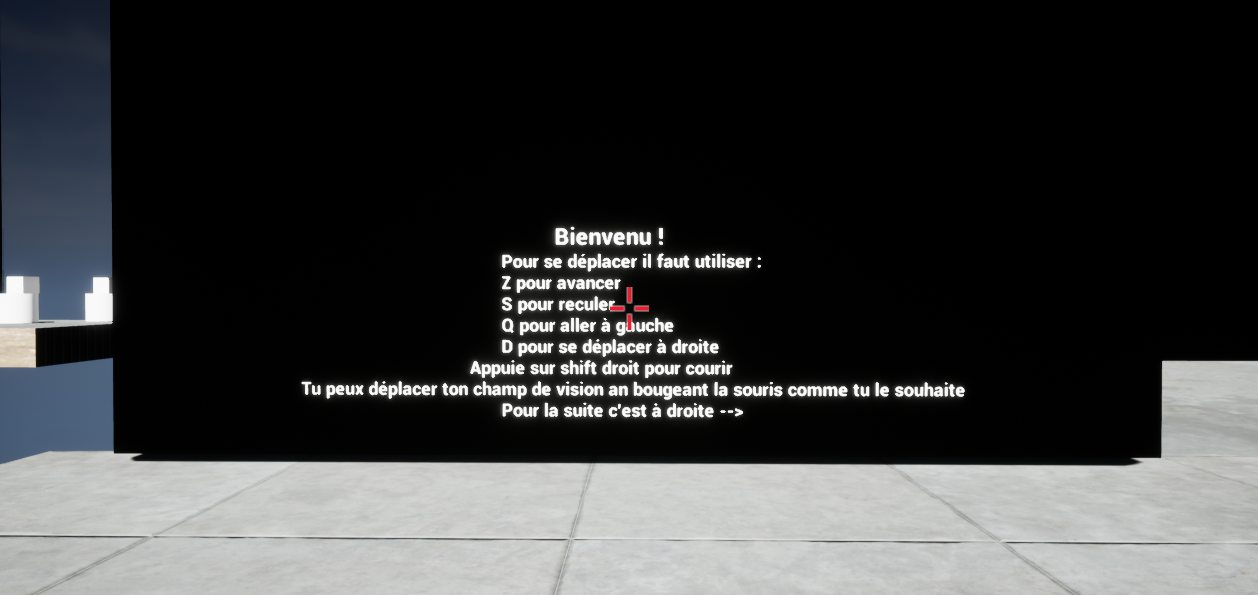 Bienvenu !
Pour se déplacer il faut utiliser :
Z pour avancer
S pour reculer
Q pour aller à gauche
D pour se déplacer à droite
Appuie sur shift droit pour courir
Tu peux déplacer ton champ de vision an bougeant la souris comme tu le souhaite
Pour la suite c'est à droite -->